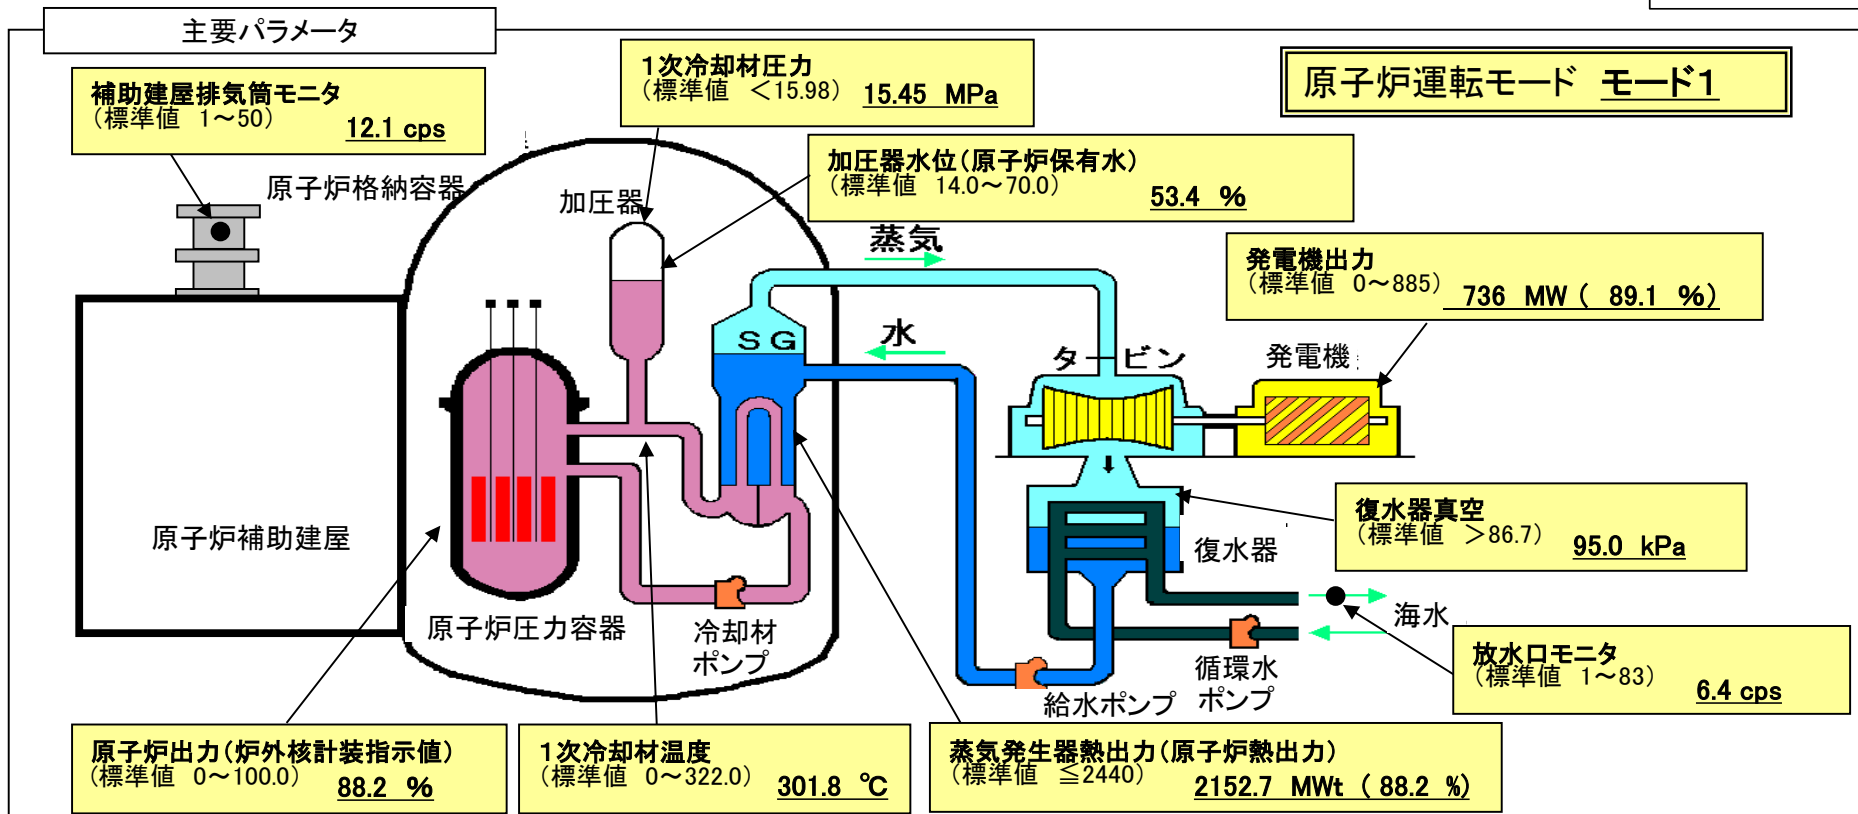 主要パラメータ
補助建屋排気筒モニタ
(標準値 1～50)
12.1 cps
1次冷却材圧力
(標準値 ＜15.98)
15.45 MPa
原子炉運転モード モード1
加圧器水位(原子炉保有水)
(標準値 14.0～70.0)
53.4 %
原子炉格納容器
加圧器
蒸気
発電機出力
(標準値 0～885)
736 MW ( 89.1 %)
SG
水
タービン
発電機
原子炉補助建屋
復水器真空
(標準値 ＞86.7)
95.0 kPa
復水器
海水
原子炉圧力容器
冷却材
ポンプ
給水ポンプ
循環水
ポンプ
放水口モニタ
(標準値 1～83)
6.4 cps
原子炉出力(炉外核計装指示値)
(標準値 0～100.0)
88.2 %
1次冷却材温度
(標準値 0～322.0)
301.8 ℃
蒸気発生器熱出力(原子炉熱出力)
(標準値 ≦2440)
2152.7 MWt ( 88.2 %)